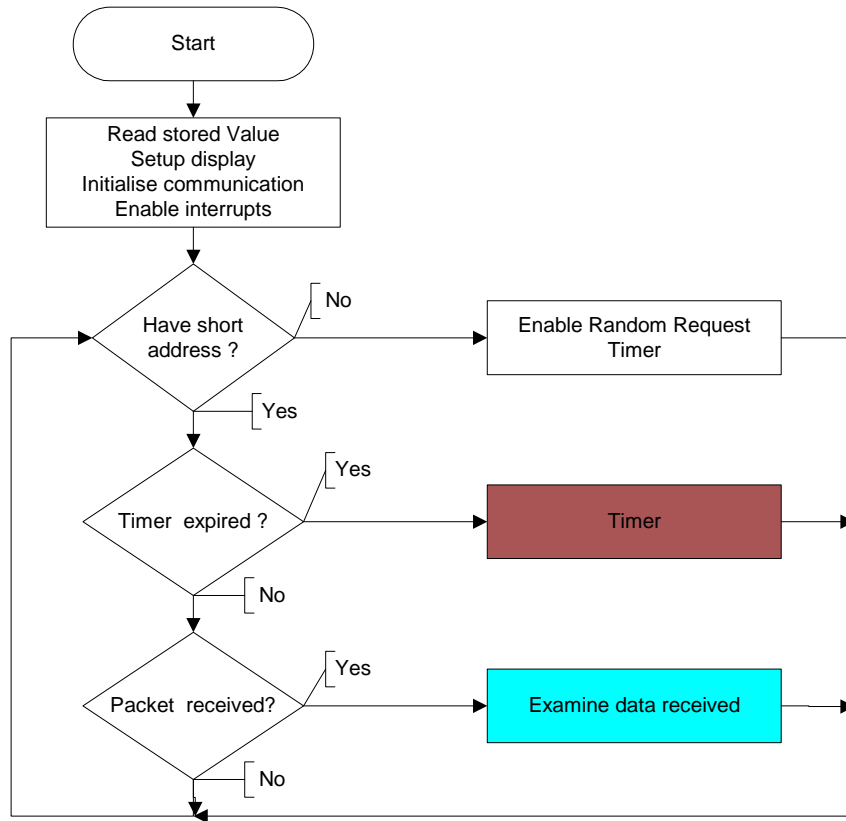 Start
Read stored Value
Setup display
Initialise communication
Enable interrupts
No
Have short
address ?
Enable Random Request
Timer
Yes
Yes
Timer expired ?
Timer
No
Yes
Packet received?
Examine data received
No